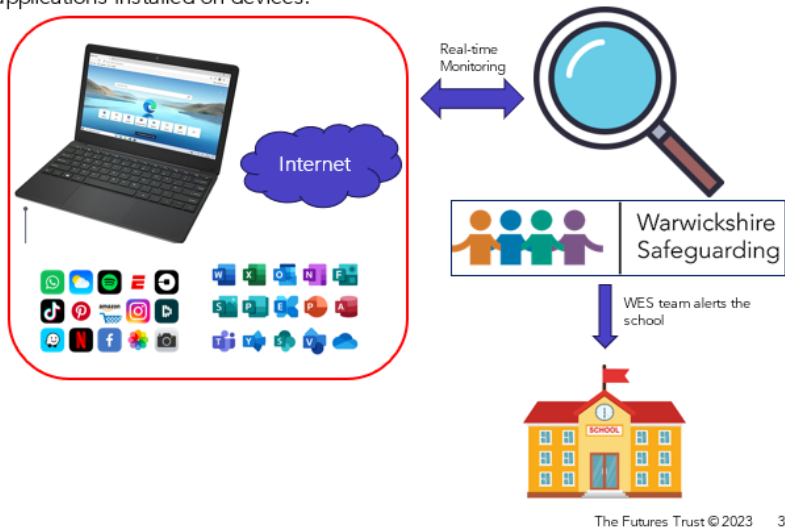 applications installed on devices.
Real-time
Monitoring
Internet
Warwickshire
Safeguarding
amazon
WES team alerts the
school
SCHOOL
The Futures Trust © 2023 3